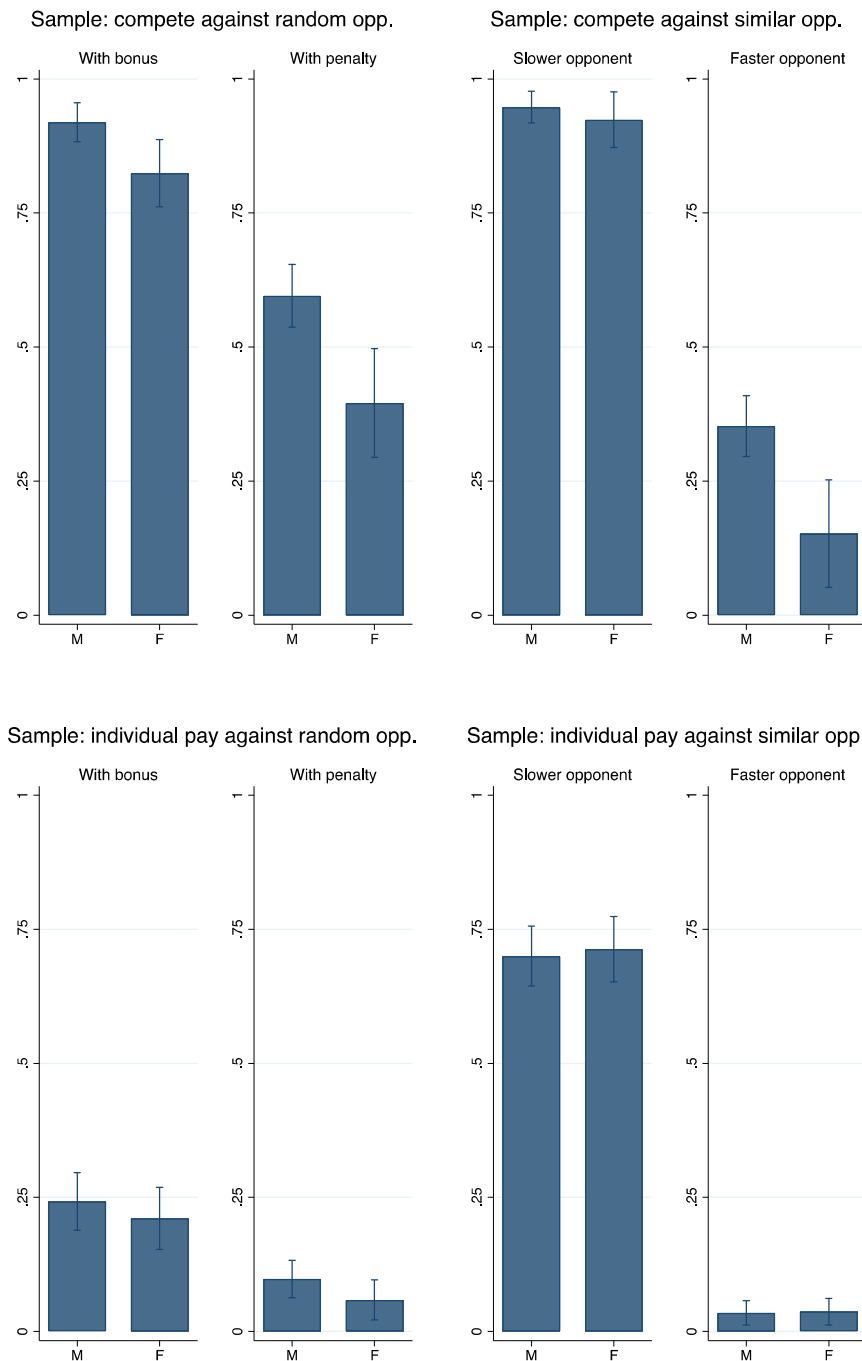 Sample: compete against random opp.
With bonus
With penalty
1
.75
.5
.25
0
M F
1
.75
.5
.25
0
M F
Sample: compete against similar opp.
Slower opponent
Faster opponent
1
.75
.5
.25
0
M F
1
.75
.5
.25
0
M F
Sample: individual pay against random opp.
With bonus
With penalty
1
.75
.5
.25
0
M F
1
.75
.5
.25
0
M F
Sample: individual pay against similar opp
Slower opponent
Faster opponent
1
.75
.5
.25
0
M F
1
.75
.5
.25
0
M F